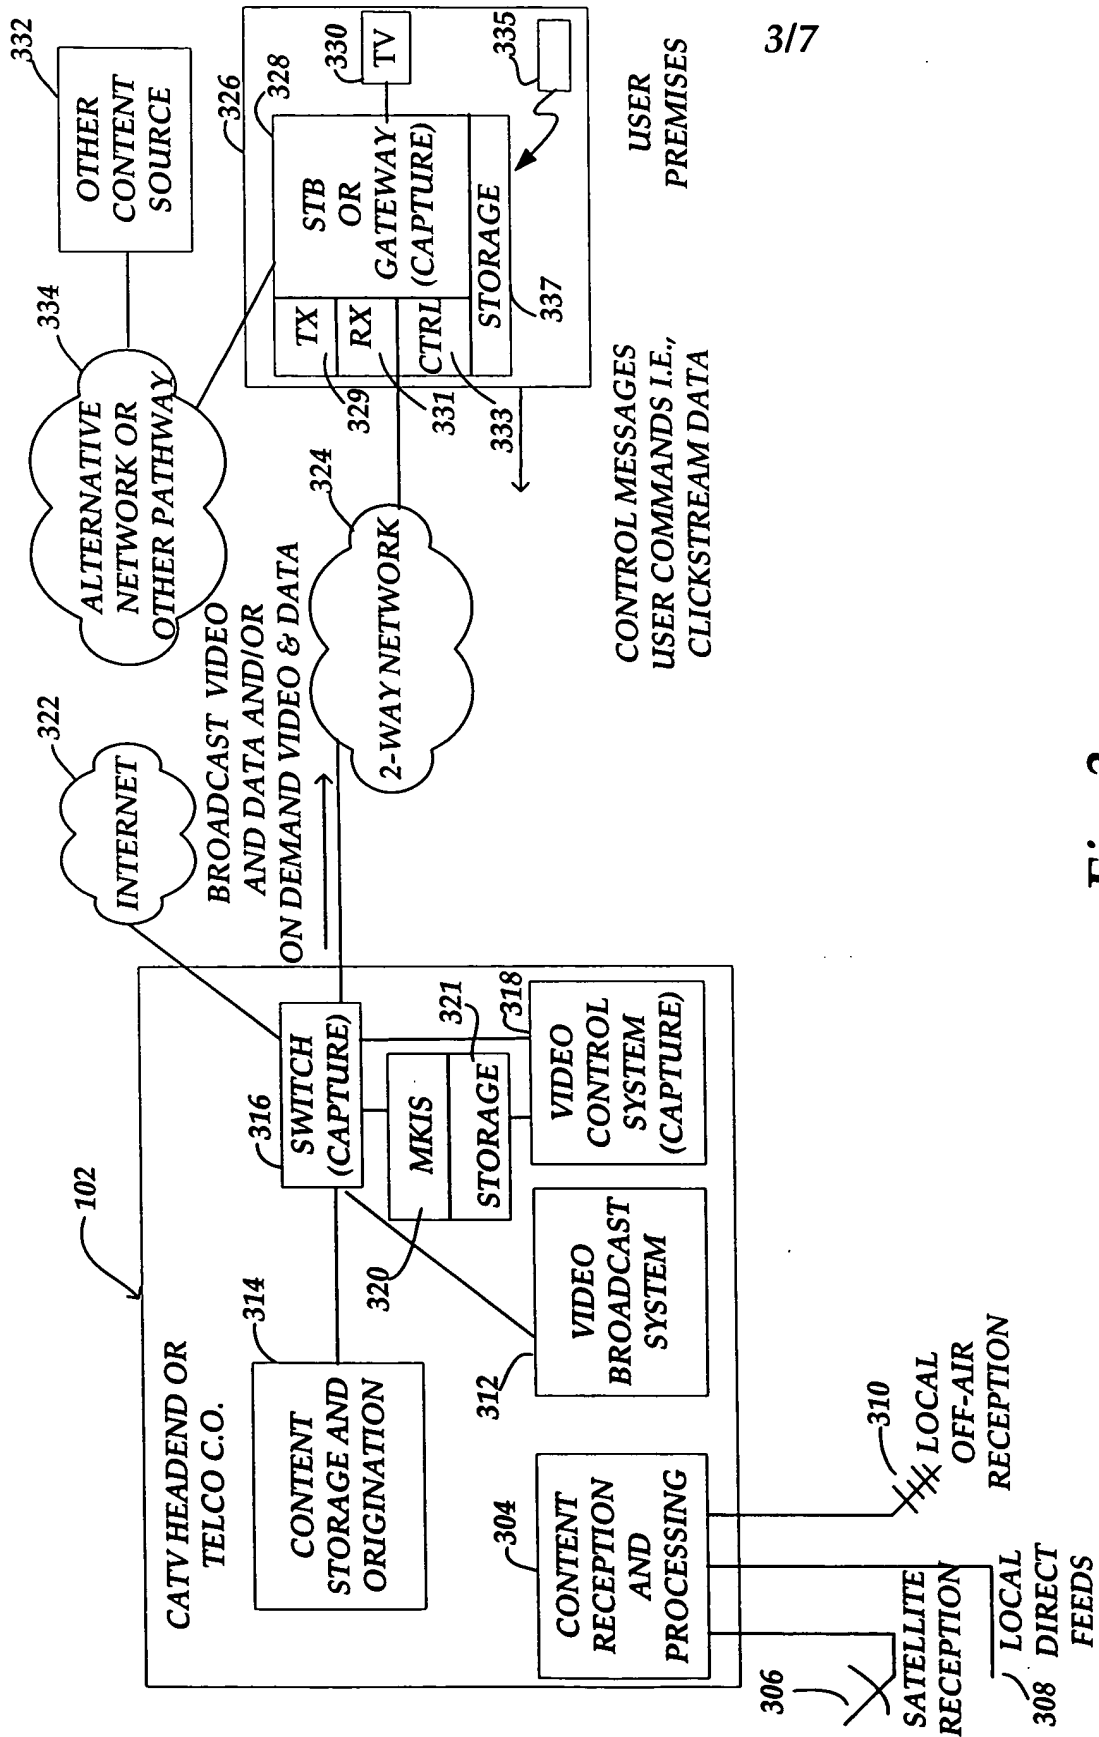 3/7
CATV HEADEND OR
TELCO C.O.
102
CONTENT
STORAGE AND
ORIGINATION
314
SWITCH
(CAPTURE)
316
MKIS
320
STORAGE
321
VIDEO
CONTROL
SYSTEM
(CAPTURE)
318
VIDEO
BROADCAST
SYSTEM
312
CONTENT
RECEPTION
AND
PROCESSING
304
306
SATELLITE
RECEPTION
308
LOCAL
DIRECT
FEEDS
310
LOCAL
OFF-AIR
RECEPTION
INTERNET
322
BROADCAST VIDEO
AND DATA AND/OR
ON DEMAND VIDEO & DATA
2-WAY NETWORK
324
ALTERNATIVE
NETWORK OR
OTHER PATHWAY
334
OTHER
CONTENT
SOURCE
332
326
328
STB
OR
GATEWAY
(CAPTURE)
TX
329
RX
331
CTRL
333
STORAGE
337
TV
330
335
USER
PREMISES
CONTROL MESSAGES
USER COMMANDS I.E.,
CLICKSTREAM DATA